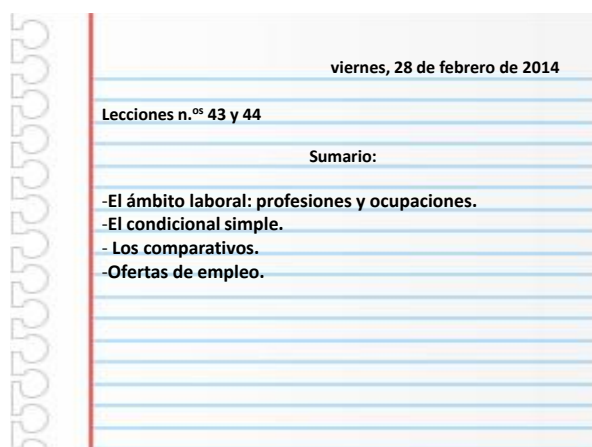 viernes, 28 de febrero de 2014
Lecciones n.os 43 y 44
Sumario:
-El ámbito laboral: profesiones y ocupaciones.
-El condicional simple.
- Los comparativos.
-Ofertas de empleo.